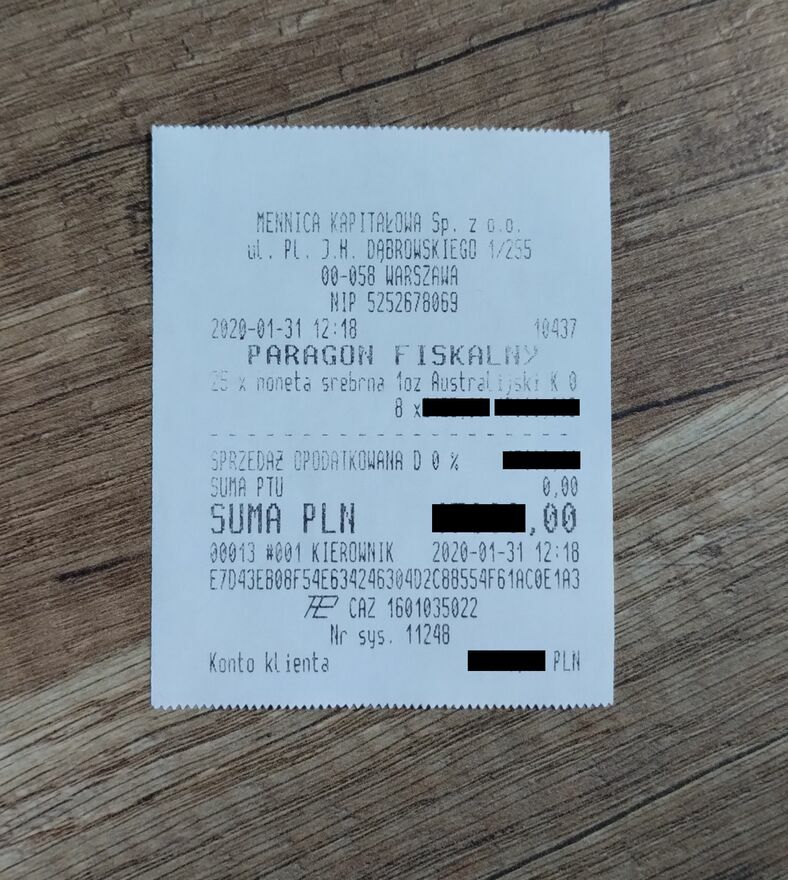 MENNICA KAPITAŁOWA Sp. z o.o.
ul. Pl. J.H. DĄBROWSKIEGO 1/255
00-058 WARSZAWA
NIP 5252678069
2020-01-31 12:18 10437
PARAGON FISKALNY
25 x moneta srebrna 1oz Australijski K 0
8 x
SPRZEDAŻ OPODATKOWANA D 0 %
SUMA PTU 0,00
SUMA PLN ,00
00013 #001 KIEROWNIK 2020-01-31 12:18
E7D43EB08F54E634246304D2C88554F61AC0E1A3
CAZ 1601035022
Nr sys. 11248
Konto klienta PLN